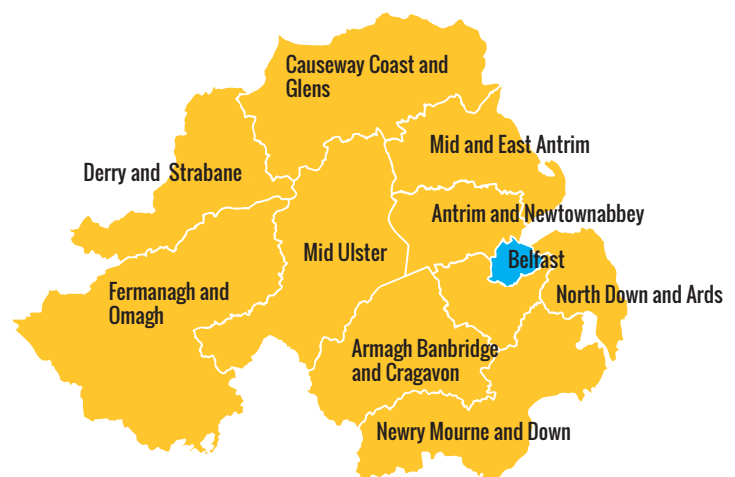 Causeway Coast and
Glens
Mid and East Antrim
Derry and Strabane
Antrim and Newtownabbey
Mid Ulster
Belfast
Fermanagh and
Omagh
North Down and Ards
Armagh Banbridge
and Cragavon
Newry Mourne and Down